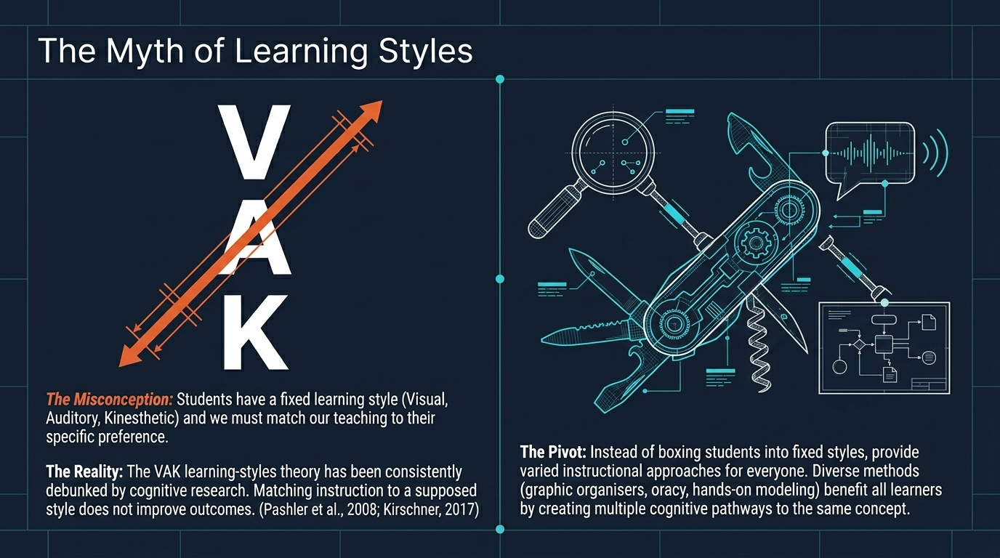 The Myth of Learning Styles
V
A
K
The Misconception: Students have a fixed learning style (Visual,
Auditory, Kinesthetic) and we must match our teaching to their
specific preference.
The Reality: The VAK learning-styles theory has been consistently
debunked by cognitive research. Matching instruction to a supposed
style does not improve outcomes. (Pashler et al., 2008; Kirschner, 2017)
The Pivot: Instead of boxing students into fixed styles, provide
varied instructional approaches for everyone. Diverse methods
(graphic organisers, oracy, hands-on modeling) benefit all learners
by creating multiple cognitive pathways to the same concept.